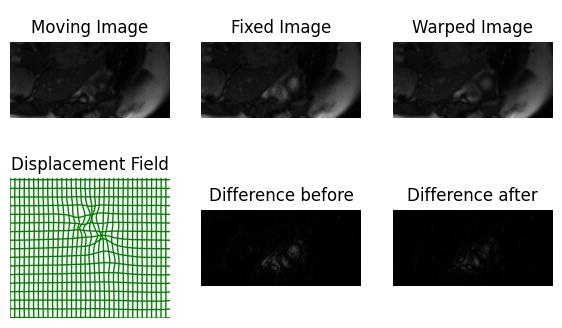 Moving Image
Fixed Image
Warped Image
Displacement Field
Difference before
Difference after